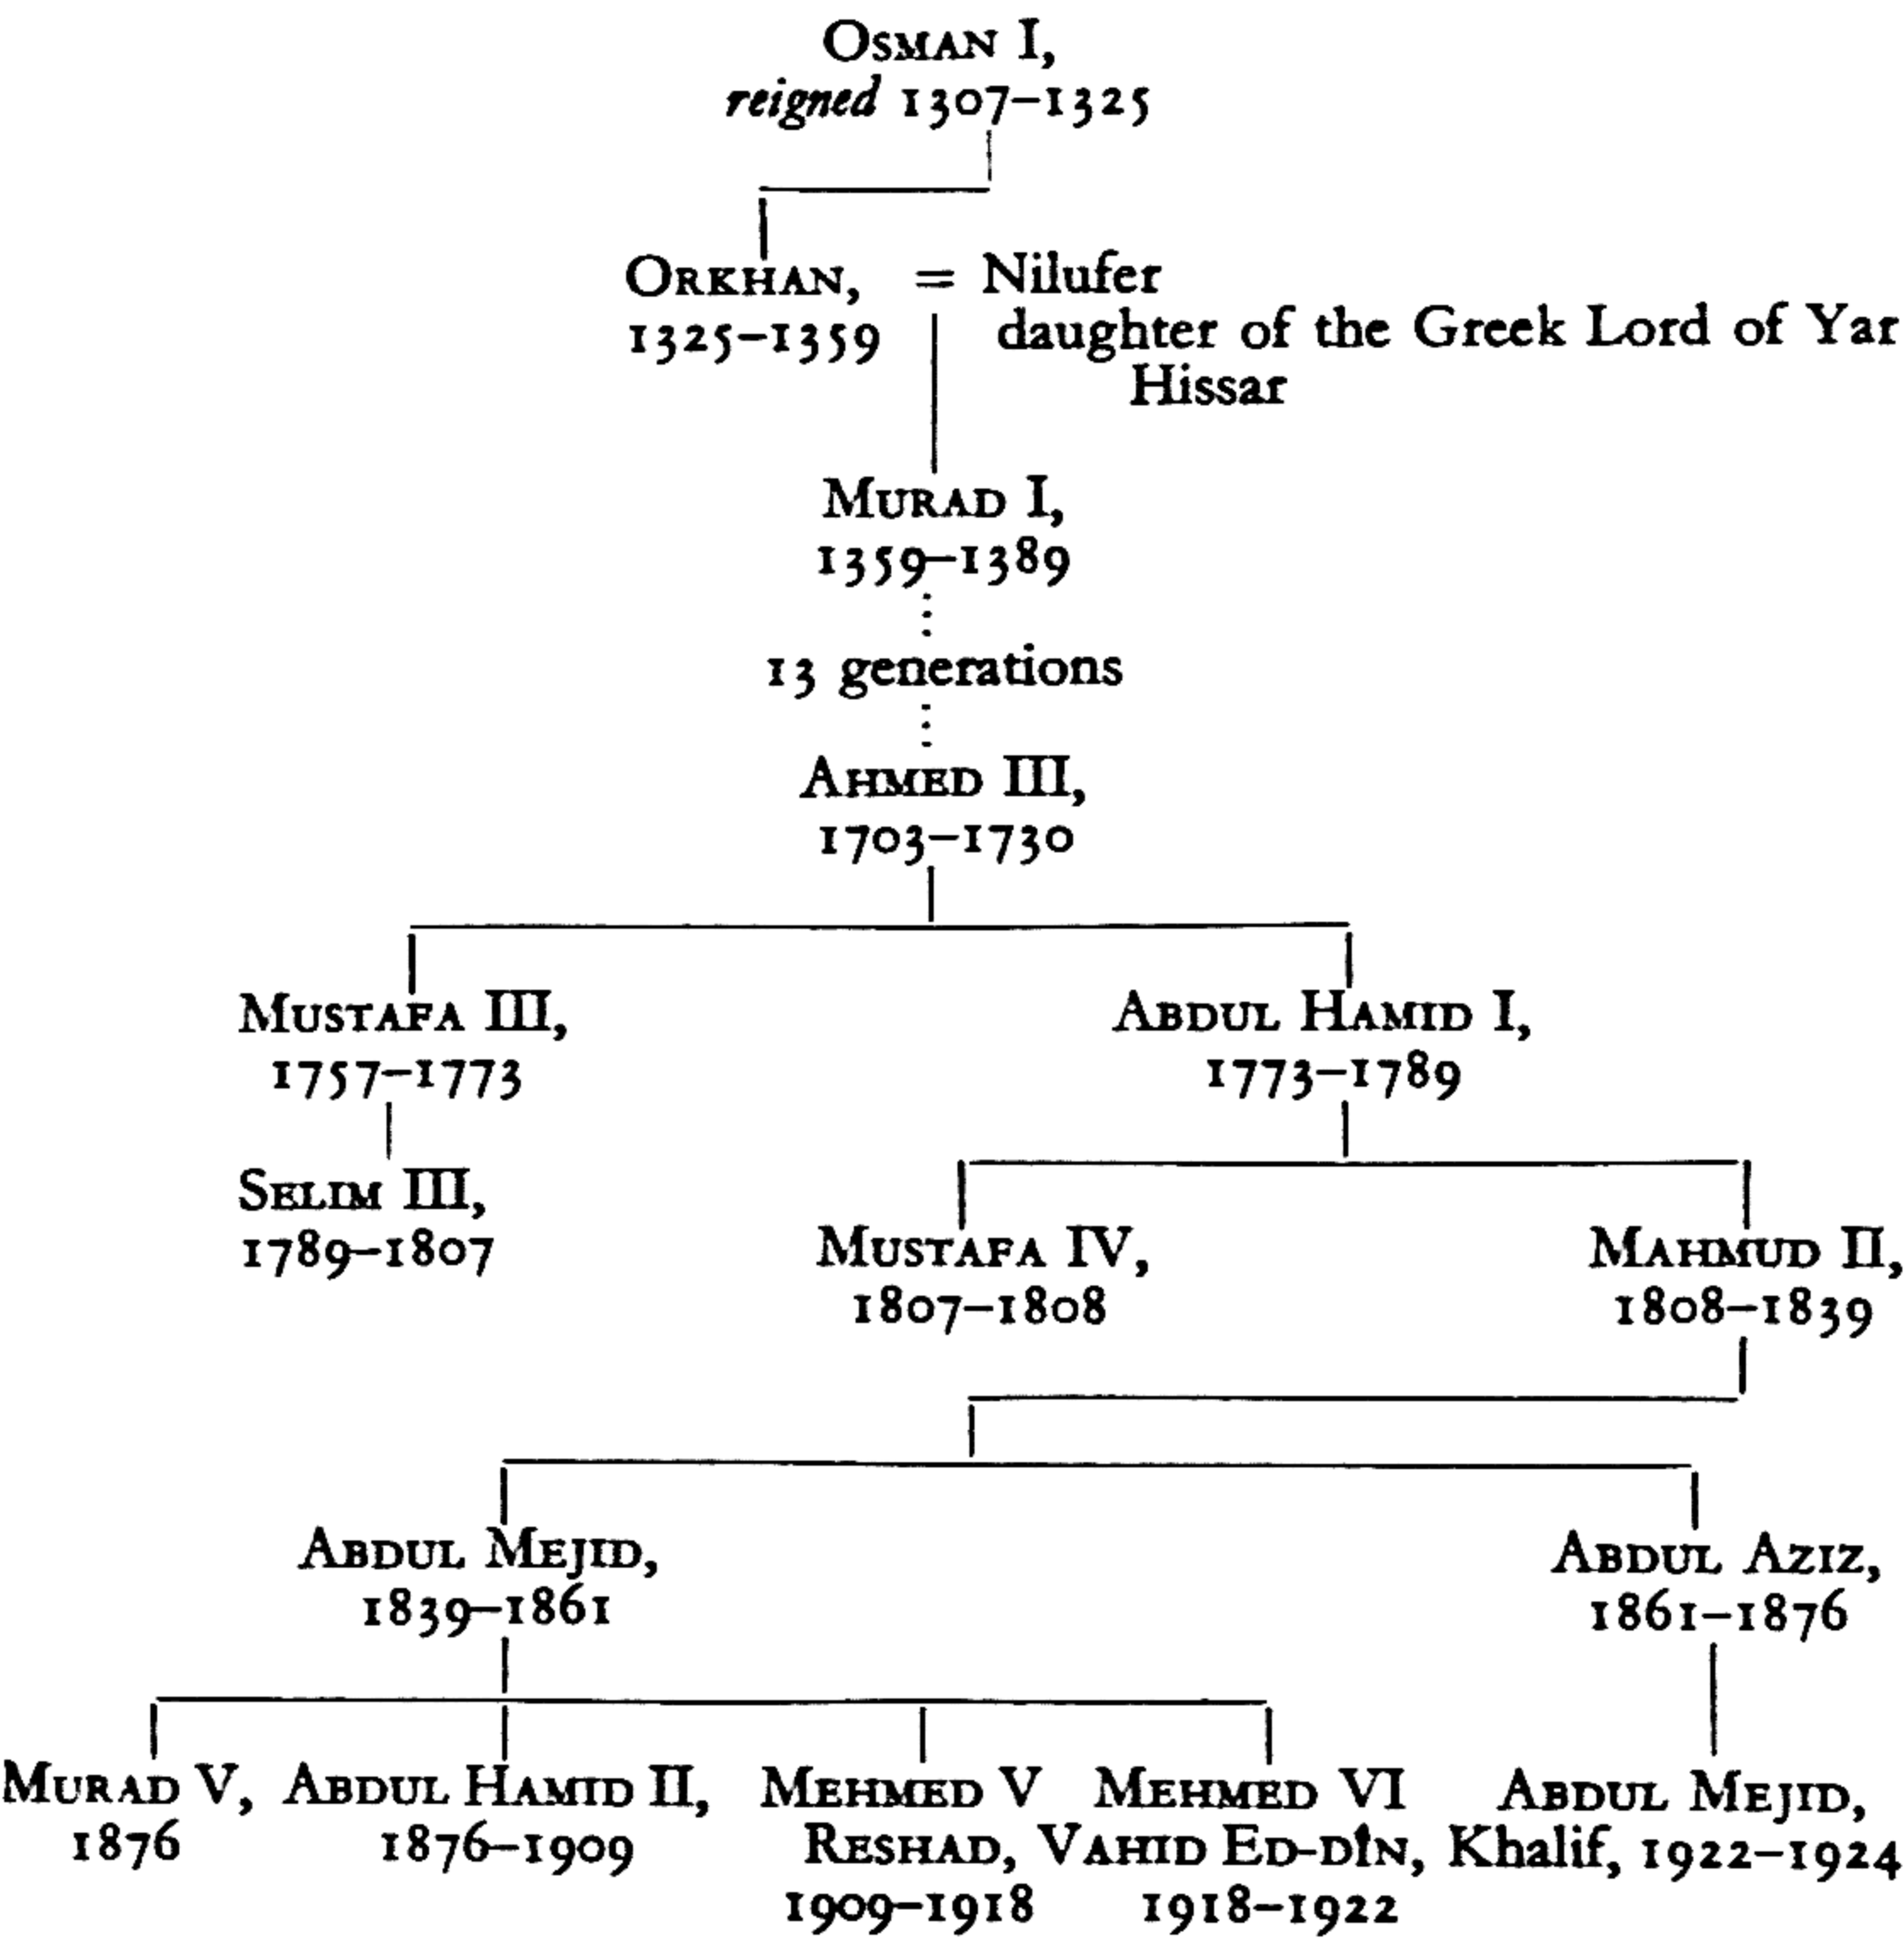 OSMAN I,
reigned 1307–1325
ORKHAN, = Nilufer
1325–1359 daughter of the Greek Lord of Yar
Hissar
MURAD I,
1359–1389
13 generations
AHMED III,
1703–1730
MUSTAFA III,
1757–1773
ABDUL HAMID I,
1773–1789
SELIM III,
1789–1807
MUSTAFA IV,
1807–1808
MAHMUD II,
1808–1839
ABDUL MEJID,
1839–1861
ABDUL AZIZ,
1861–1876
MURAD V,
1876
ABDUL HAMID II,
1876–1909
MEHMED V
RESHAD,
1909–1918
MEHMED VI
VAHID ED-DÎN,
1918–1922
ABDUL MEJID,
Khalif, 1922–1924